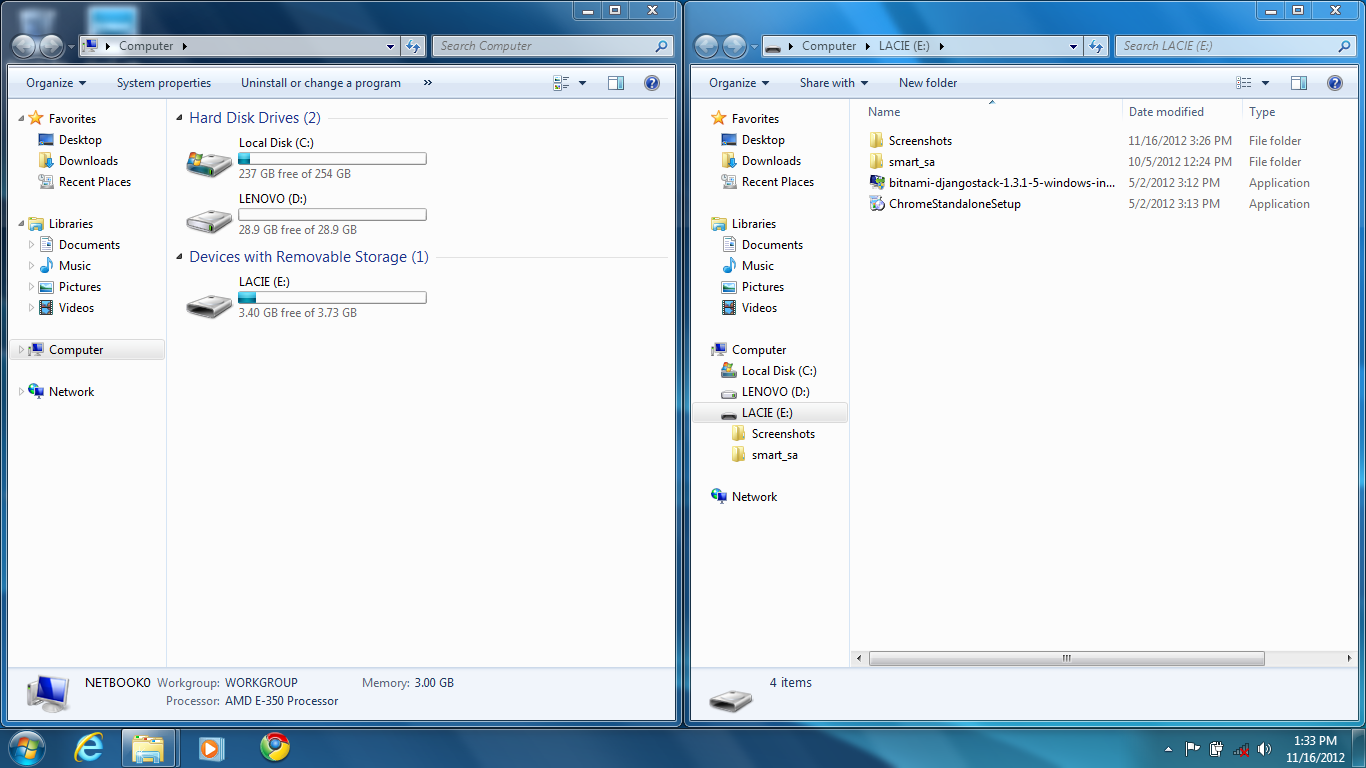 Computer
Search Computer
Organize
System properties
Uninstall or change a program
»
Favorites
Desktop
Downloads
Recent Places
Libraries
Documents
Music
Pictures
Videos
Computer
Network
Hard Disk Drives (2)
Local Disk (C:)
237 GB free of 254 GB
LENOVO (D:)
28.9 GB free of 28.9 GB
Devices with Removable Storage (1)
LACIE (E:)
3.40 GB free of 3.73 GB
NETBOOK0 Workgroup: WORKGROUP Memory: 3.00 GB
Processor: AMD E-350 Processor
Computer LACIE (E:)
Search LACIE (E:)
Organize
Share with
New folder
Favorites
Desktop
Downloads
Recent Places
Libraries
Documents
Music
Pictures
Videos
Computer
Local Disk (C:)
LENOVO (D:)
LACIE (E:)
Screenshots
smart_sa
Network
Name Date modified Type
Screenshots 11/16/2012 3:26 PM File folder
smart_sa 10/5/2012 12:24 PM File folder
bitnami-djangostack-1.3.1-5-windows-in... 5/2/2012 3:12 PM Application
ChromeStandaloneSetup 5/2/2012 3:13 PM Application
4 items
1:33 PM
11/16/2012